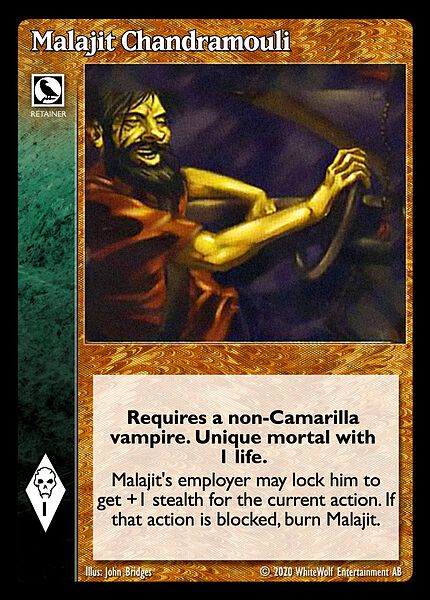 Malajit Chandramouli
RETAINER
Requires a non-Camarilla
vampire. Unique mortal with
1 life.
Malajit's employer may lock him to
get +1 stealth for the current action. If
that action is blocked, burn Malajit.
1
Illus: John Bridges
© 2020 WhiteWolf Entertainment AB